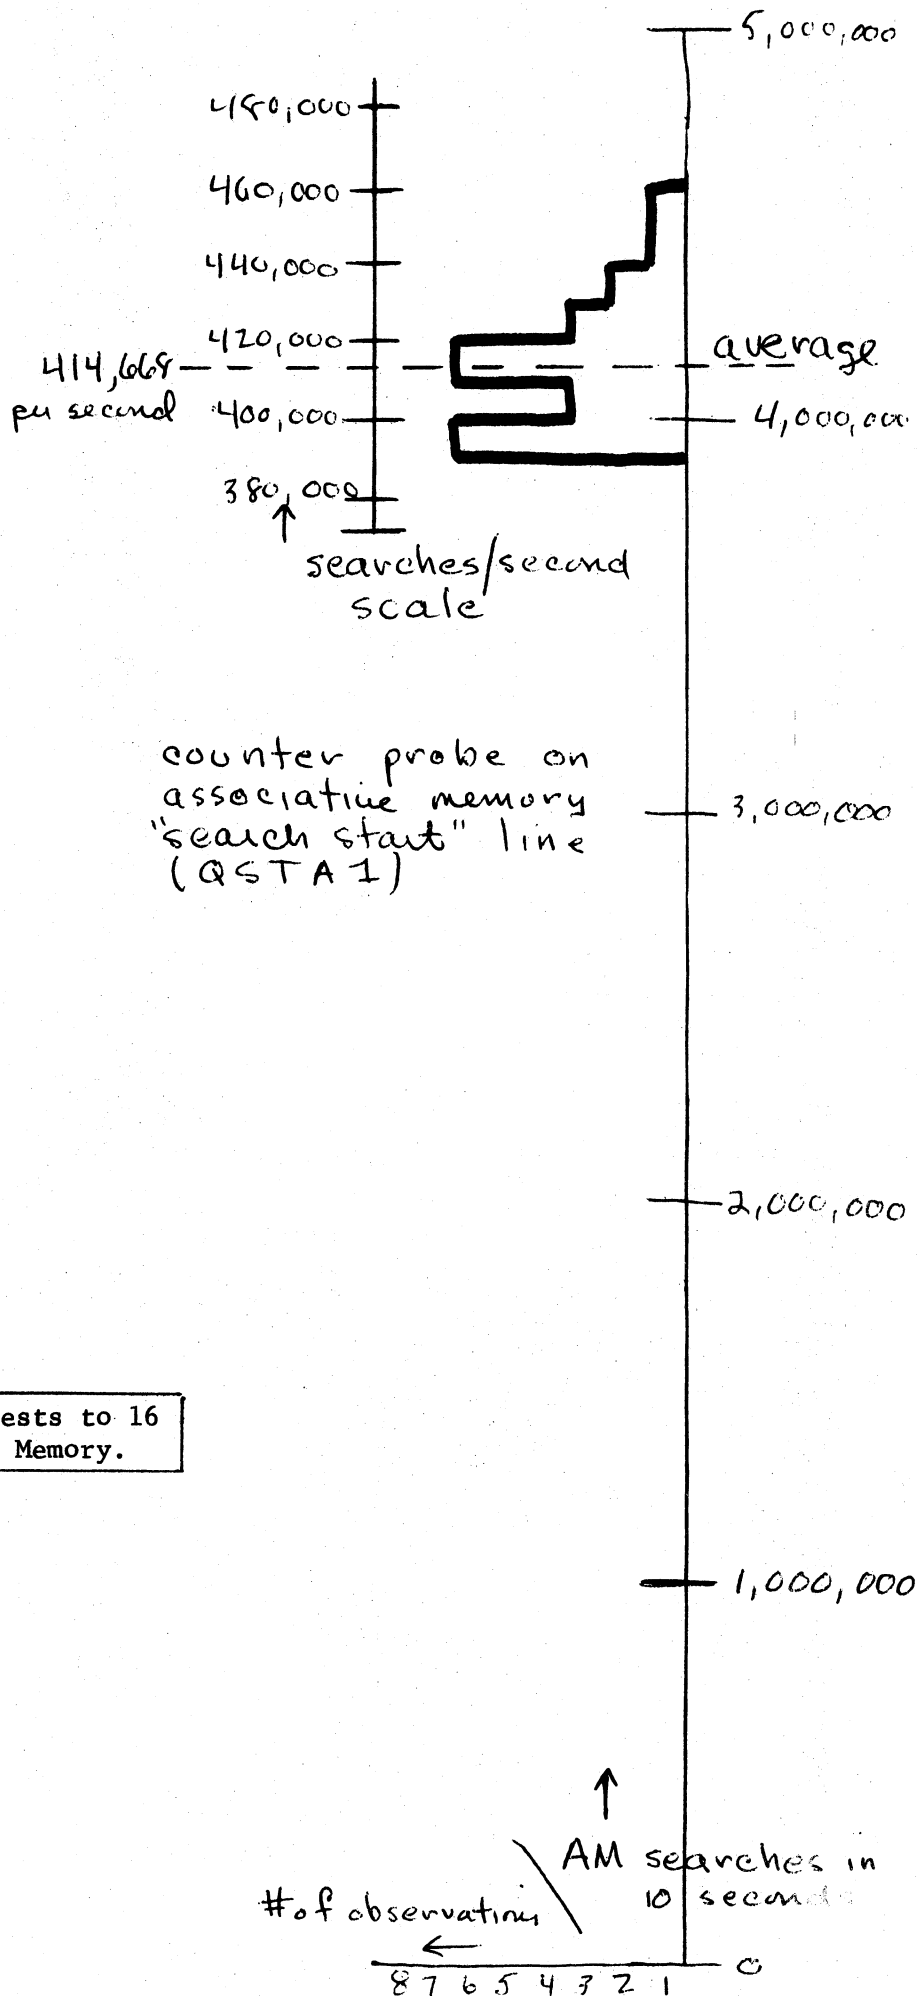 5,000,000
480,000
460,000
440,000
420,000
average
414,668
per second
400,000
4,000,000
380,000
searches/second
scale
counter probe on
associative memory
"search start" line
(QSTA1)
3,000,000
2,000,000
ests to 16
Memory.
1,000,000
AM searches in
10 seconds
# of observations
0
8 7 6 5 4 3 2 1